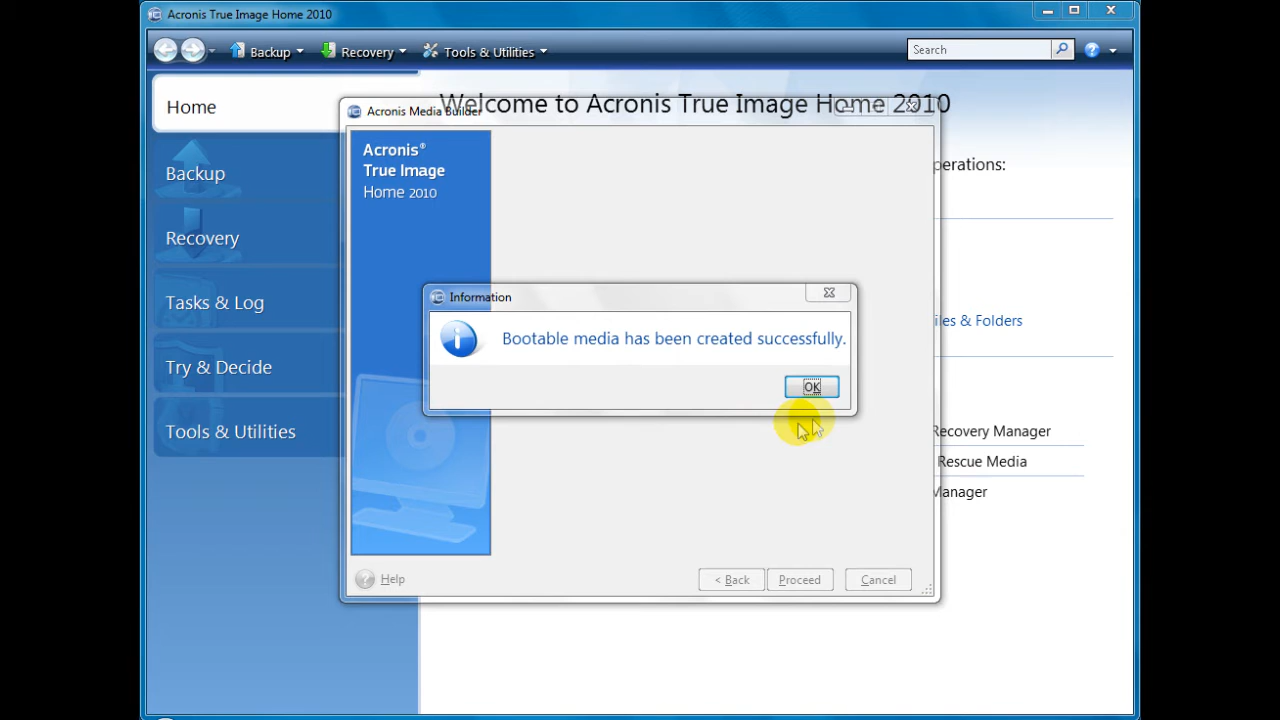 Acronis True Image Home 2010
Backup
Recovery
Tools & Utilities
Search
Welcome to Acronis True Image Home 2010
Home
Backup
Recovery
Tasks & Log
Try & Decide
Tools & Utilities
perations:
iles & Folders
Recovery Manager
Rescue Media
Manager
Acronis Media Builder
Acronis®
True Image
Home 2010
Information
Bootable media has been created successfully.
OK
Help
< Back
Proceed
Cancel